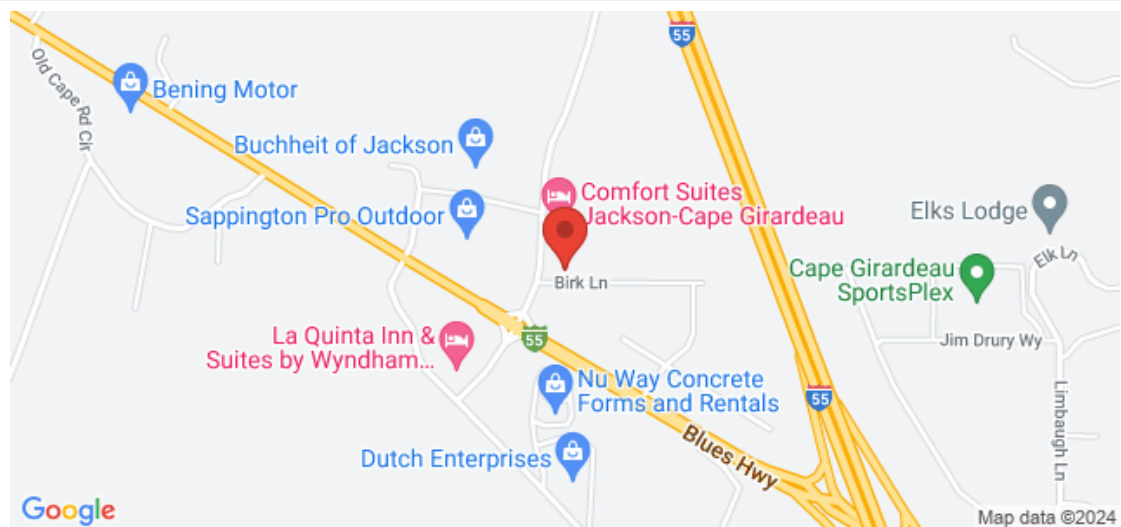 55
Old Cape Rd Cir
Bening Motor
Buchheit of Jackson
Comfort Suites
Jackson-Cape Girardeau
Sappington Pro Outdoor
Elks Lodge
Elk Ln
Cape Girardeau
SportsPlex
Birk Ln
La Quinta Inn &
Suites by Wyndham...
55
Jim Drury Wy
Nu Way Concrete
Forms and Rentals
55
Limbaugh Ln
Blues Hwy
Dutch Enterprises
Google
Map data ©2024